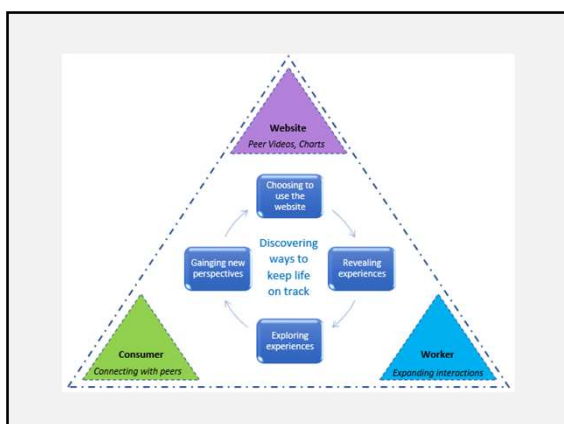 Website
Peer Videos, Charts
Choosing to
use the
website
Discovering
ways to
keep life
on track
Gainging new
perspectives
Revealing
experiences
Exploring
experiences
Consumer
Connecting with peers
Worker
Expanding interactions